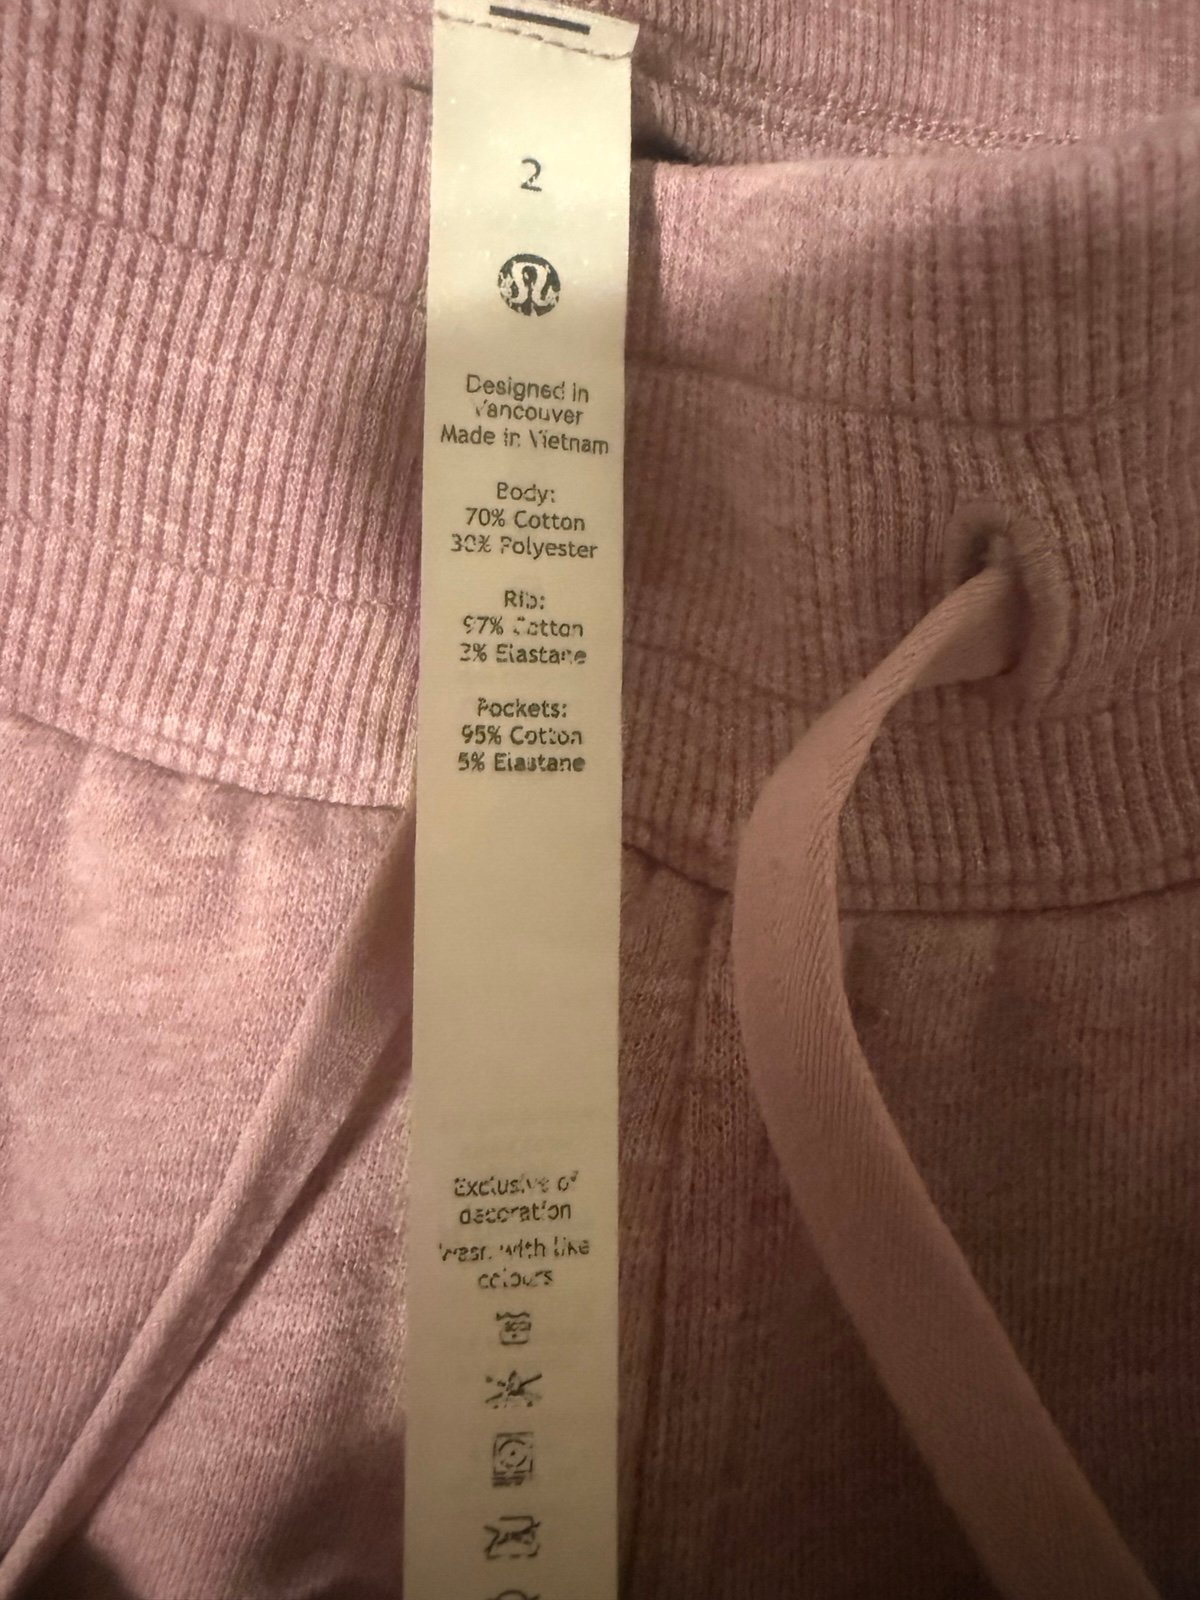 2
Designed in
Vancouver
Made in Vietnam
Body:
70% Cotton
30% Polyester
Rib:
97% Cotton
3% Elastane
Pockets:
95% Cotton
5% Elastane
Exclusive of
decoration
Wash with like
colours